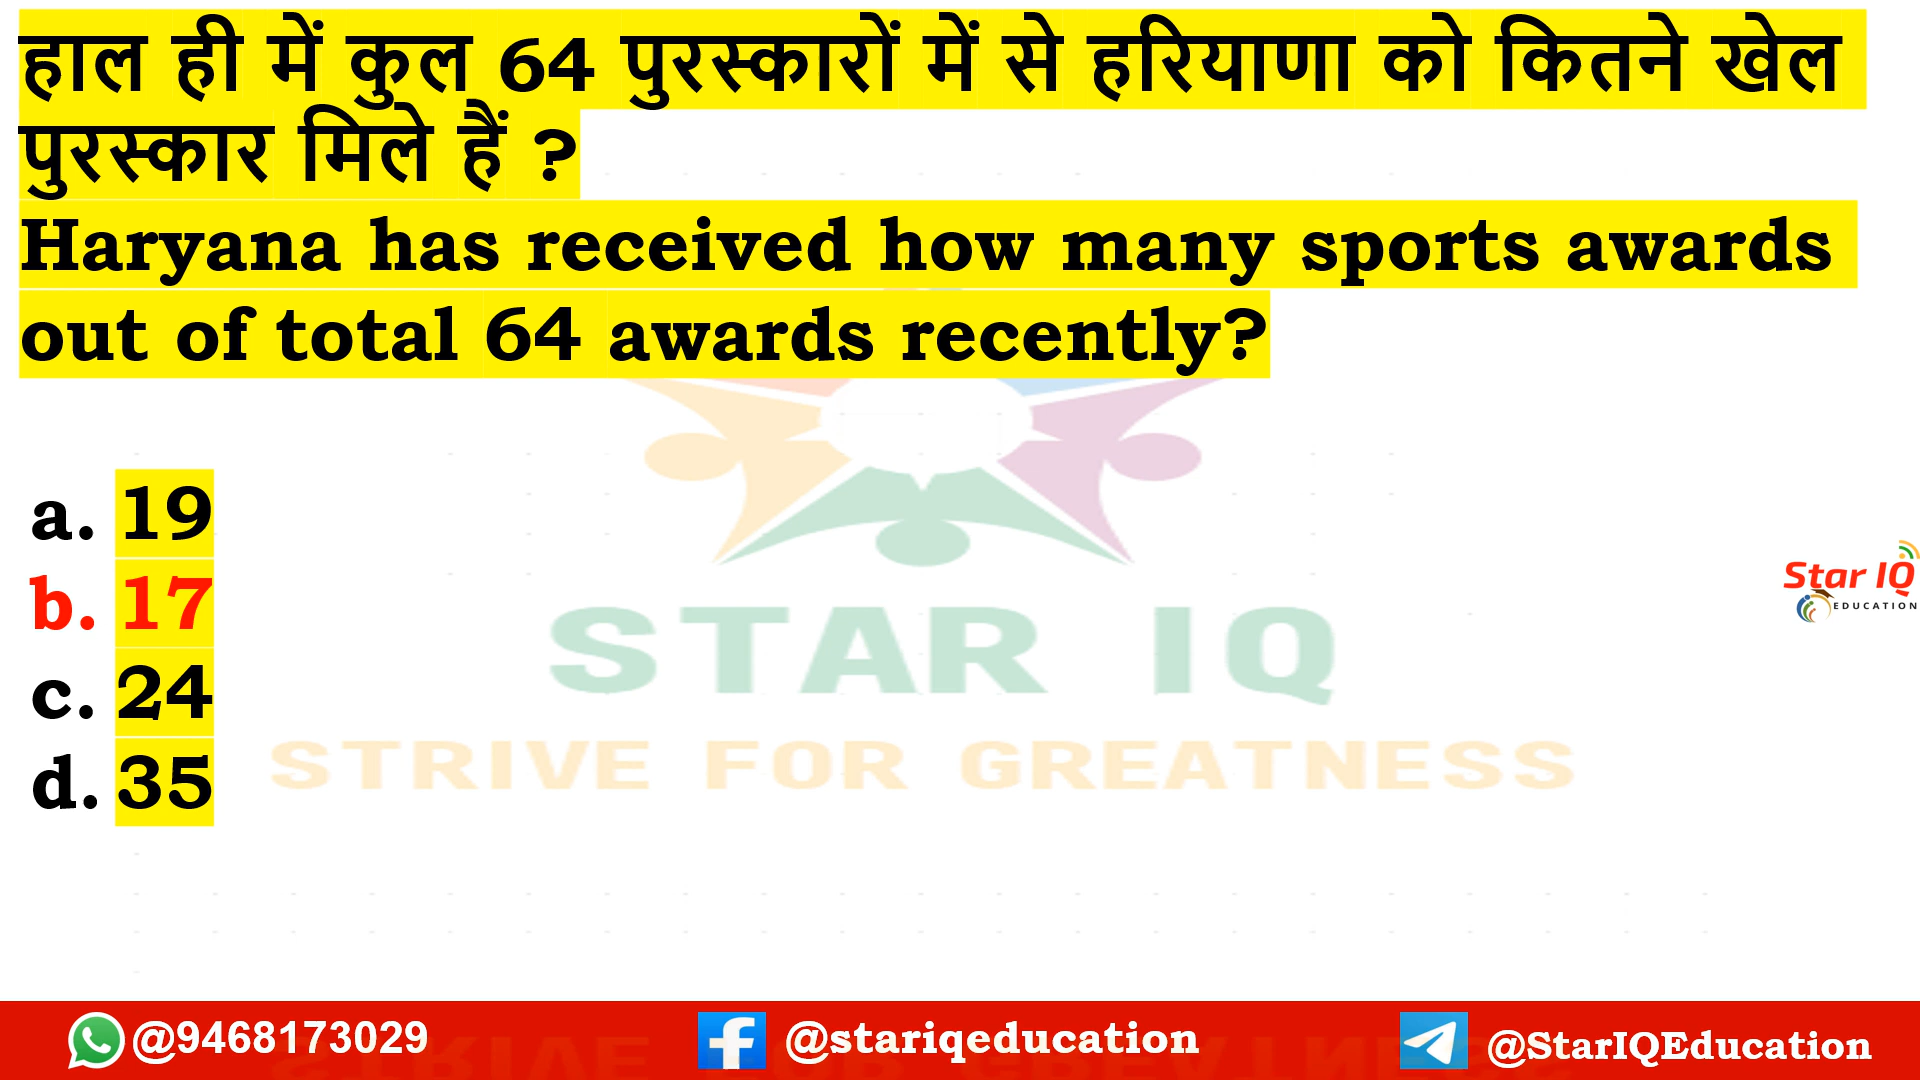 हाल ही में कुल 64 पुरस्कारों में से हरियाणा को कितने खेल
पुरस्कार मिले हैं ?
Haryana has received how many sports awards
out of total 64 awards recently?
a. 19
b. 17
c. 24
d. 35
STAR IQ
STRIVE FOR GREATNESS
Star IQ
EDUCATION
@9468173029
@stariqeducation
@StarIQEducation